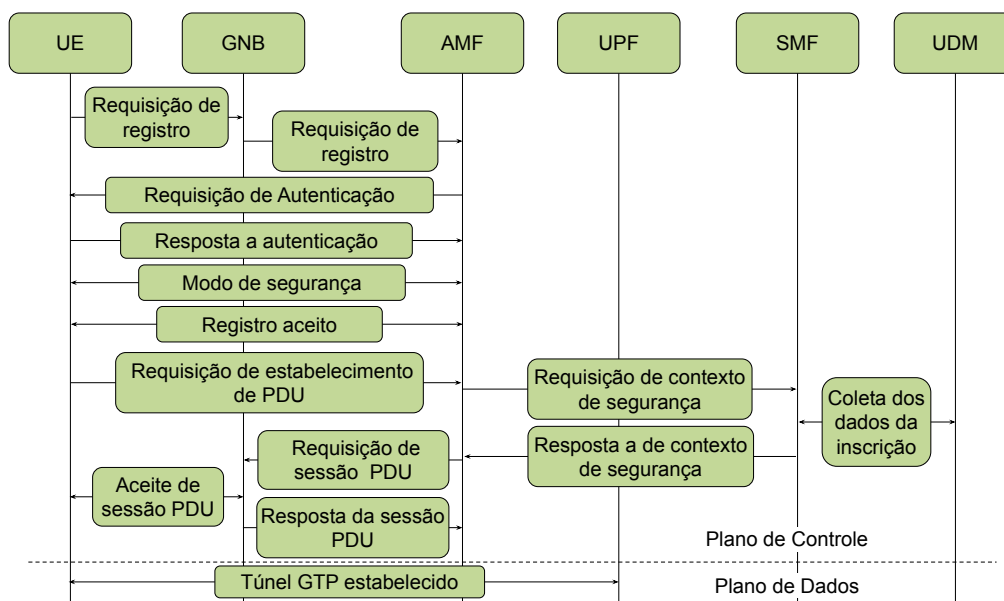 UE
GNB
AMF
UPF
SMF
UDM
Requisição de
registro
Requisição de
registro
Requisição de Autenticação
Resposta a autenticação
Modo de segurança
Registro aceito
Requisição de estabelecimento
de PDU
Requisição de contexto
de segurança
Coleta dos
dados da
inscrição
Resposta a de contexto
de segurança
Requisição de
sessão PDU
Aceite de
sessão PDU
Resposta da sessão
PDU
Plano de Controle
Túnel GTP estabelecido
Plano de Dados